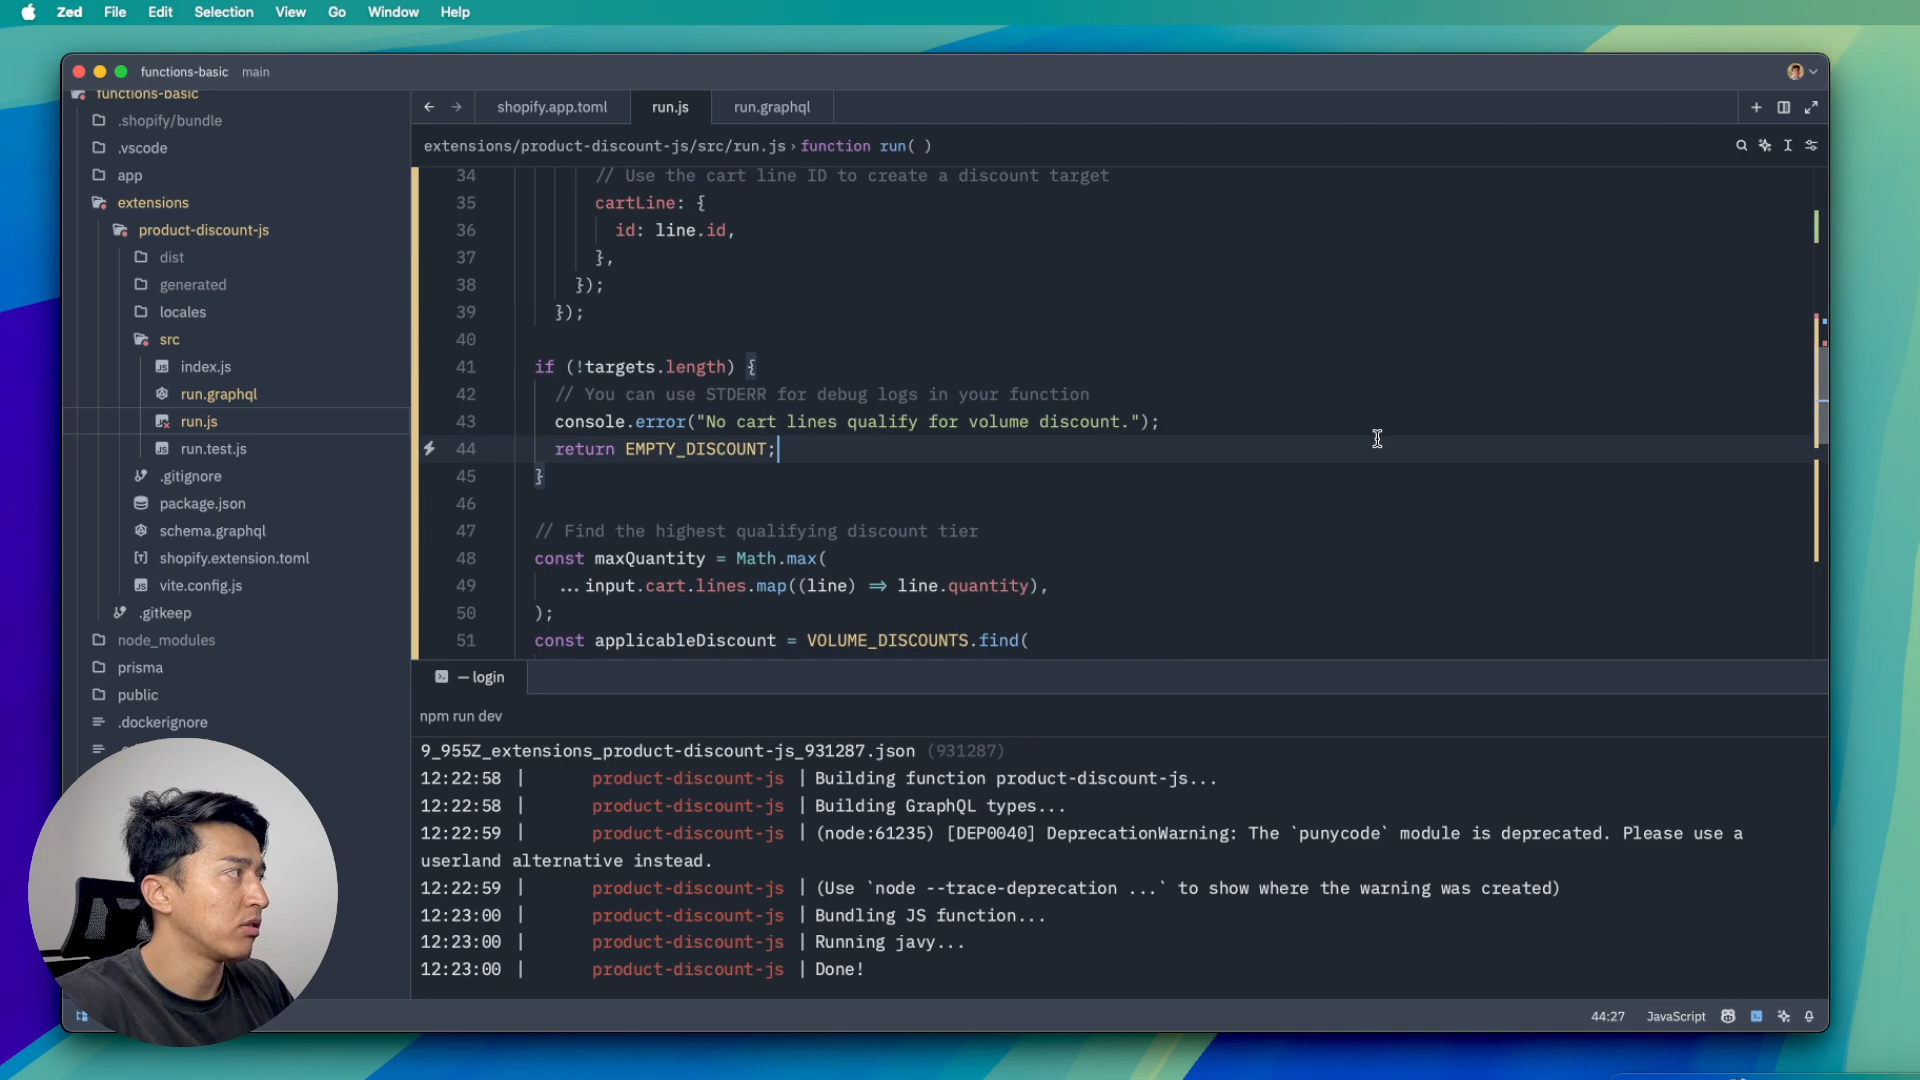 Zed File Edit Selection View Go Window Help
functions-basic main
functions-basic
.shopify/bundle
.vscode
app
extensions
product-discount-js
dist
generated
locales
src
index.js
run.graphql
run.js
run.test.js
.gitignore
package.json
schema.graphql
shopify.extension.toml
vite.config.js
.gitkeep
node_modules
prisma
public
.dockerignore
shopify.app.toml run.js run.graphql
extensions/product-discount-js/src/run.js › function run( )
34 // Use the cart line ID to create a discount target
35 cartLine: {
36 id: line.id,
37 },
38 });
39 });
40
41 if (!targets.length) {
42 // You can use STDERR for debug logs in your function
43 console.error("No cart lines qualify for volume discount.");
44 return EMPTY_DISCOUNT;
45 }
46
47 // Find the highest qualifying discount tier
48 const maxQuantity = Math.max(
49 ...input.cart.lines.map((line) => line.quantity),
50 );
51 const applicableDiscount = VOLUME_DISCOUNTS.find(
— login
npm run dev
9_955Z_extensions_product-discount-js_931287.json (931287)
12:22:58 | product-discount-js | Building function product-discount-js...
12:22:58 | product-discount-js | Building GraphQL types...
12:22:59 | product-discount-js | (node:61235) [DEP0040] DeprecationWarning: The `punycode` module is deprecated. Please use a
userland alternative instead.
12:22:59 | product-discount-js | (Use `node --trace-deprecation ...` to show where the warning was created)
12:23:00 | product-discount-js | Bundling JS function...
12:23:00 | product-discount-js | Running javy...
12:23:00 | product-discount-js | Done!
44:27 JavaScript